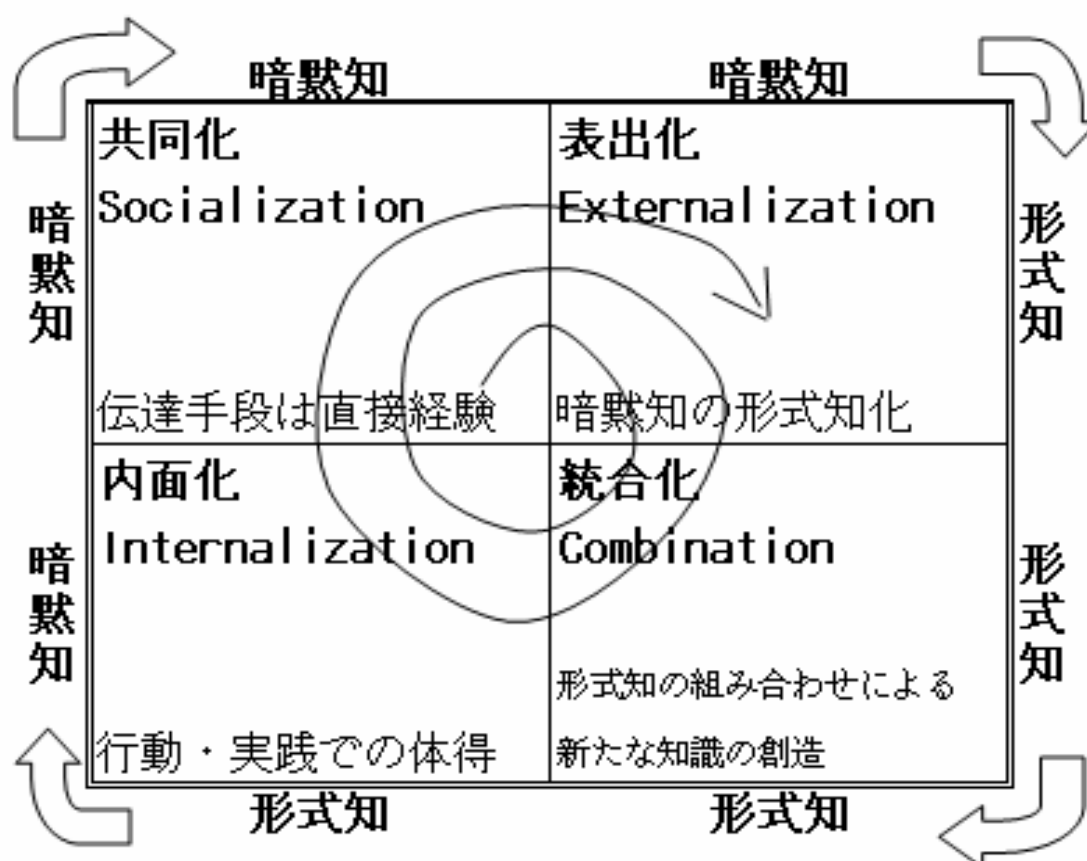 暗黙知
暗黙知
共同化
Socialization
伝達手段は直接経験
表出化
Externalization
暗黙知の形式知化
暗黙知
形式知
内面化
Internalization
行動・実践での体得
統合化
Combination
形式知の組み合わせによる
新たな知識の創造
暗黙知
形式知
形式知
形式知